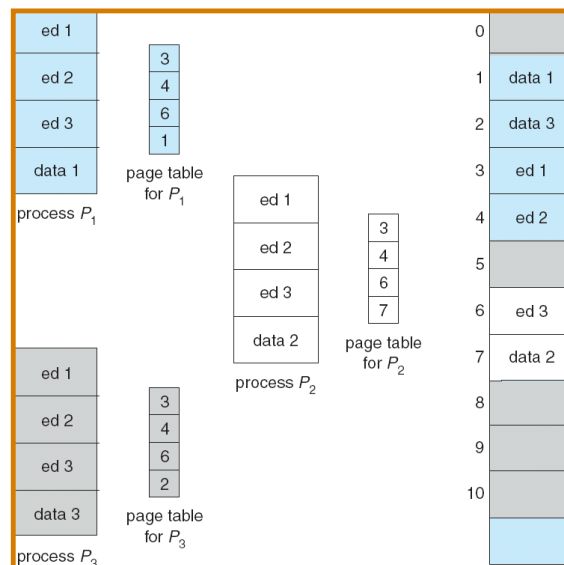 ed 1
ed 2
ed 3
data 1
process P1
3
4
6
1
page table
for P1
ed 1
ed 2
ed 3
data 2
process P2
3
4
6
7
page table
for P2
ed 1
ed 2
ed 3
data 3
process P3
3
4
6
2
page table
for P3
0
1 data 1
2 data 3
3 ed 1
4 ed 2
5
6 ed 3
7 data 2
8
9
10